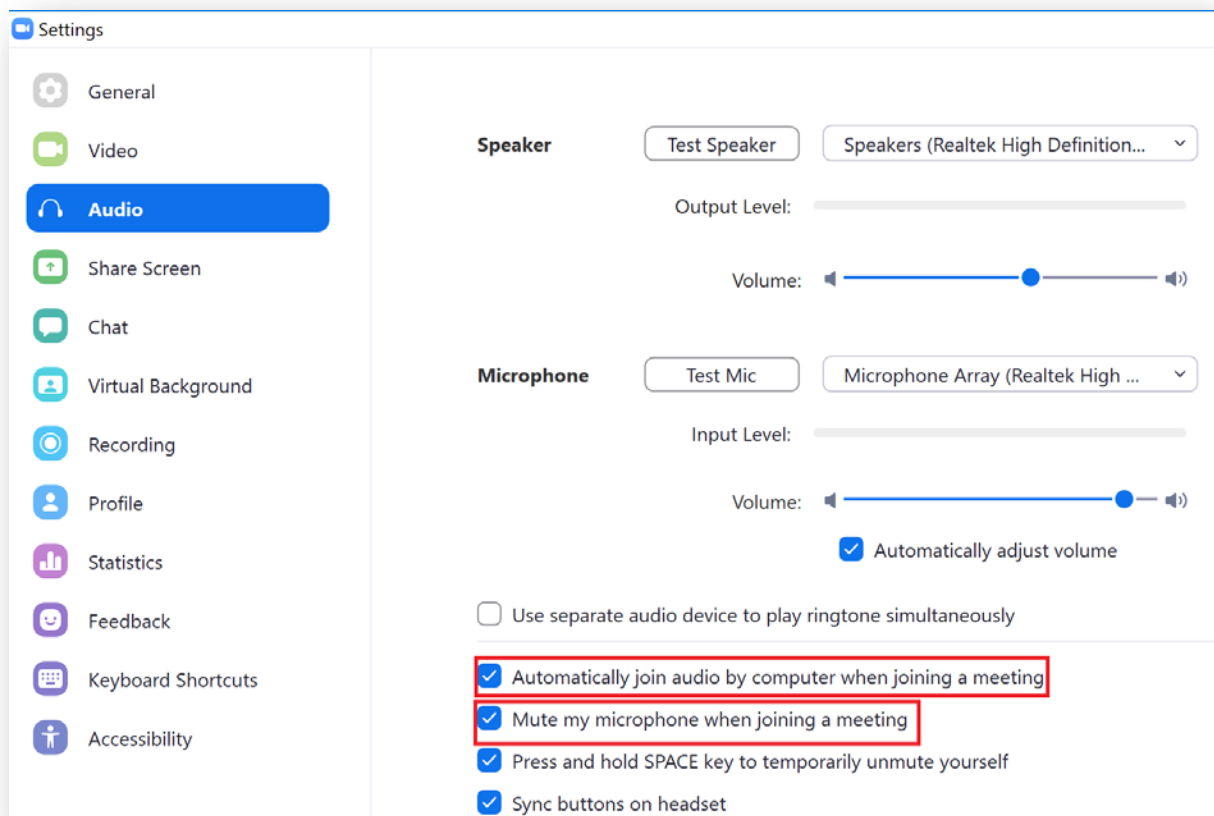 Settings
General
Video
Audio
Share Screen
Chat
Virtual Background
Recording
Profile
Statistics
Feedback
Keyboard Shortcuts
Accessibility
Speaker
Test Speaker
Speakers (Realtek High Definition...
Output Level:
Volume:
Microphone
Test Mic
Microphone Array (Realtek High ...
Input Level:
Volume:
Automatically adjust volume
Use separate audio device to play ringtone simultaneously
Automatically join audio by computer when joining a meeting
Mute my microphone when joining a meeting
Press and hold SPACE key to temporarily unmute yourself
Sync buttons on headset